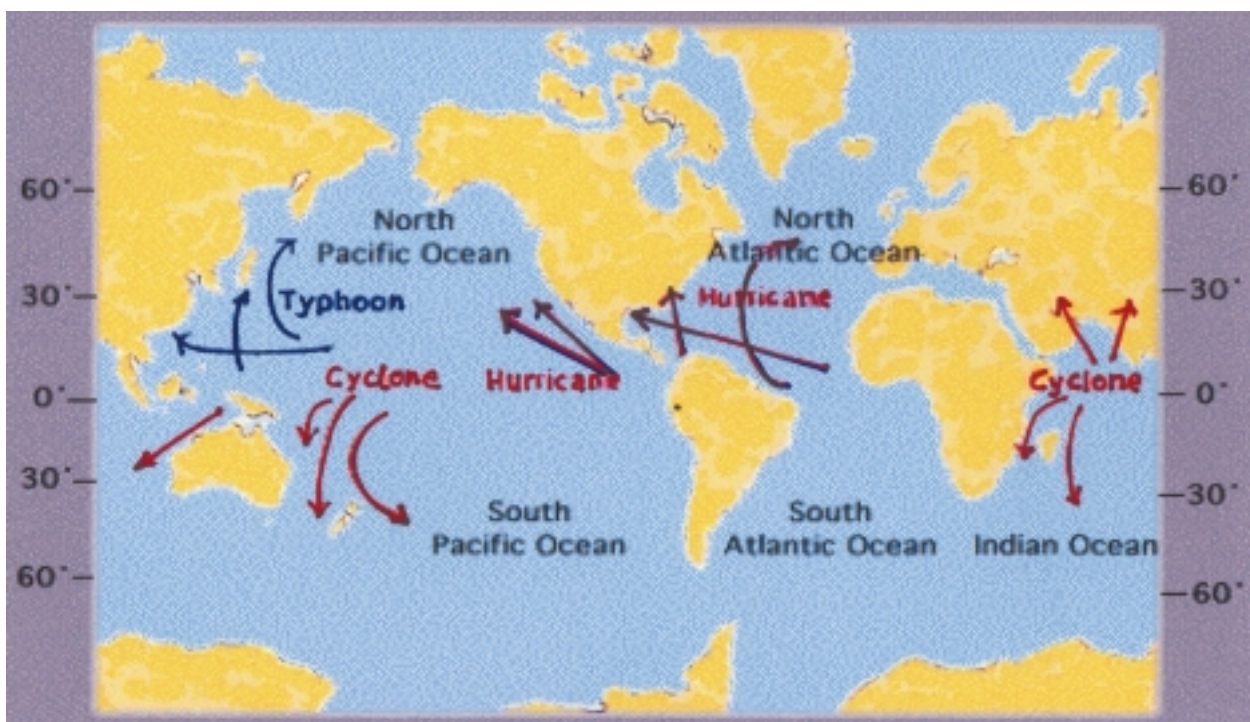 60°
60°
North
Pacific Ocean
North
Atlantic Ocean
30°
Typhoon
Hurricane
30°
Cyclone
Hurricane
Cyclone
0°
0°
30°
30°
South
Pacific Ocean
South
Atlantic Ocean
Indian Ocean
60°
60°